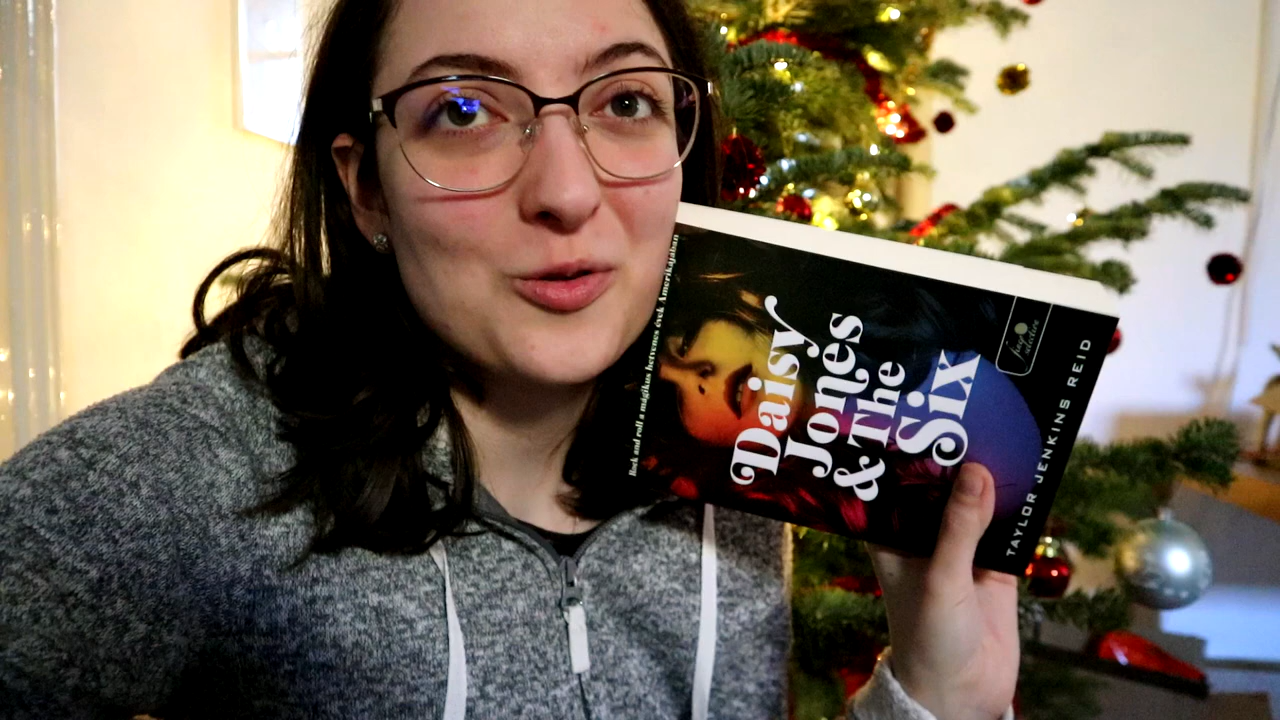 Rock and roll a mágikus hetvenes évek Amerikájában
Daisy
Jones
& The
Six
TAYLOR JENKINS REID